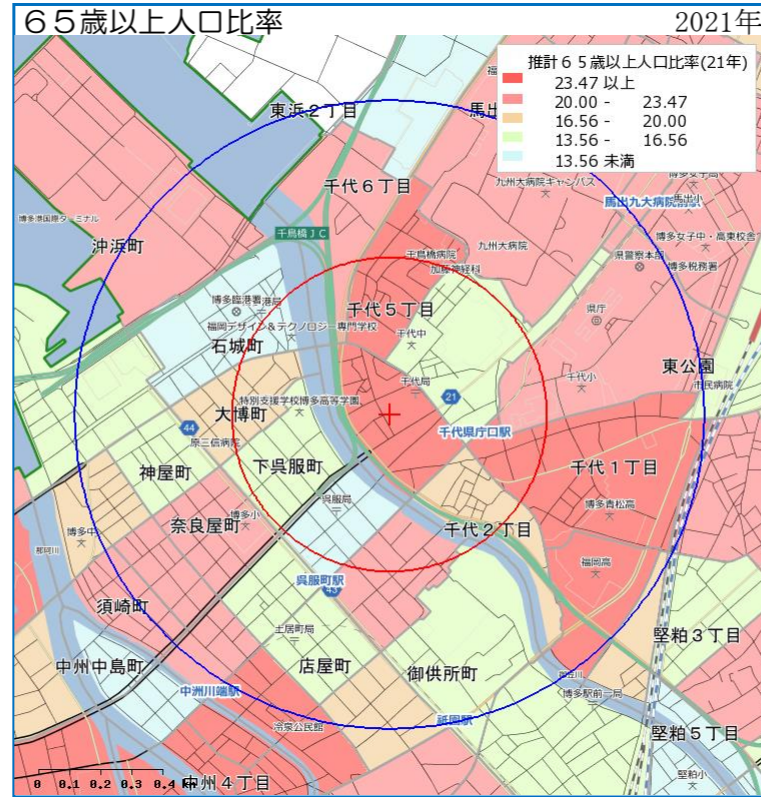 ６５歳以上人口比率
2021年
推計６５歳以上人口比率(21年)
23.47 以上
20.00 - 23.47
16.56 - 20.00
13.56 - 16.56
13.56 未満
東浜２丁目
千代６丁目
九州大病院キャンパス
馬出九大病院前駅
馬出小
博多港国際ターミナル
千鳥橋ＪＣ
沖浜町
千鳥橋病院
九州大病院
博多女子中・高東校舎
加藤神経科
県警察本部
博多税務署
博多臨港署
港局
千代５丁目
県庁
福岡デザイン＆テクノロジー専門学校
千代中
石城町
東公園
千代局
千代小
市民病院
特別支援学校博多高等学園
21
大博町
44
千代県庁口駅
原三信病院
下呉服町
神屋町
千代１丁目
呉服局
博多青松高
奈良屋町
博多小
博多中
千代２丁目
那珂川
福岡高
呉服町駅
43
須崎町
土居町局
堅粕３丁目
中州中島町
店屋町
御供所町
中洲川端駅
博多駅前一局
祇園駅
冷泉公民館
堅粕５丁目
堅粕小
中州４丁目
0 0.1 0.2 0.3 0.4